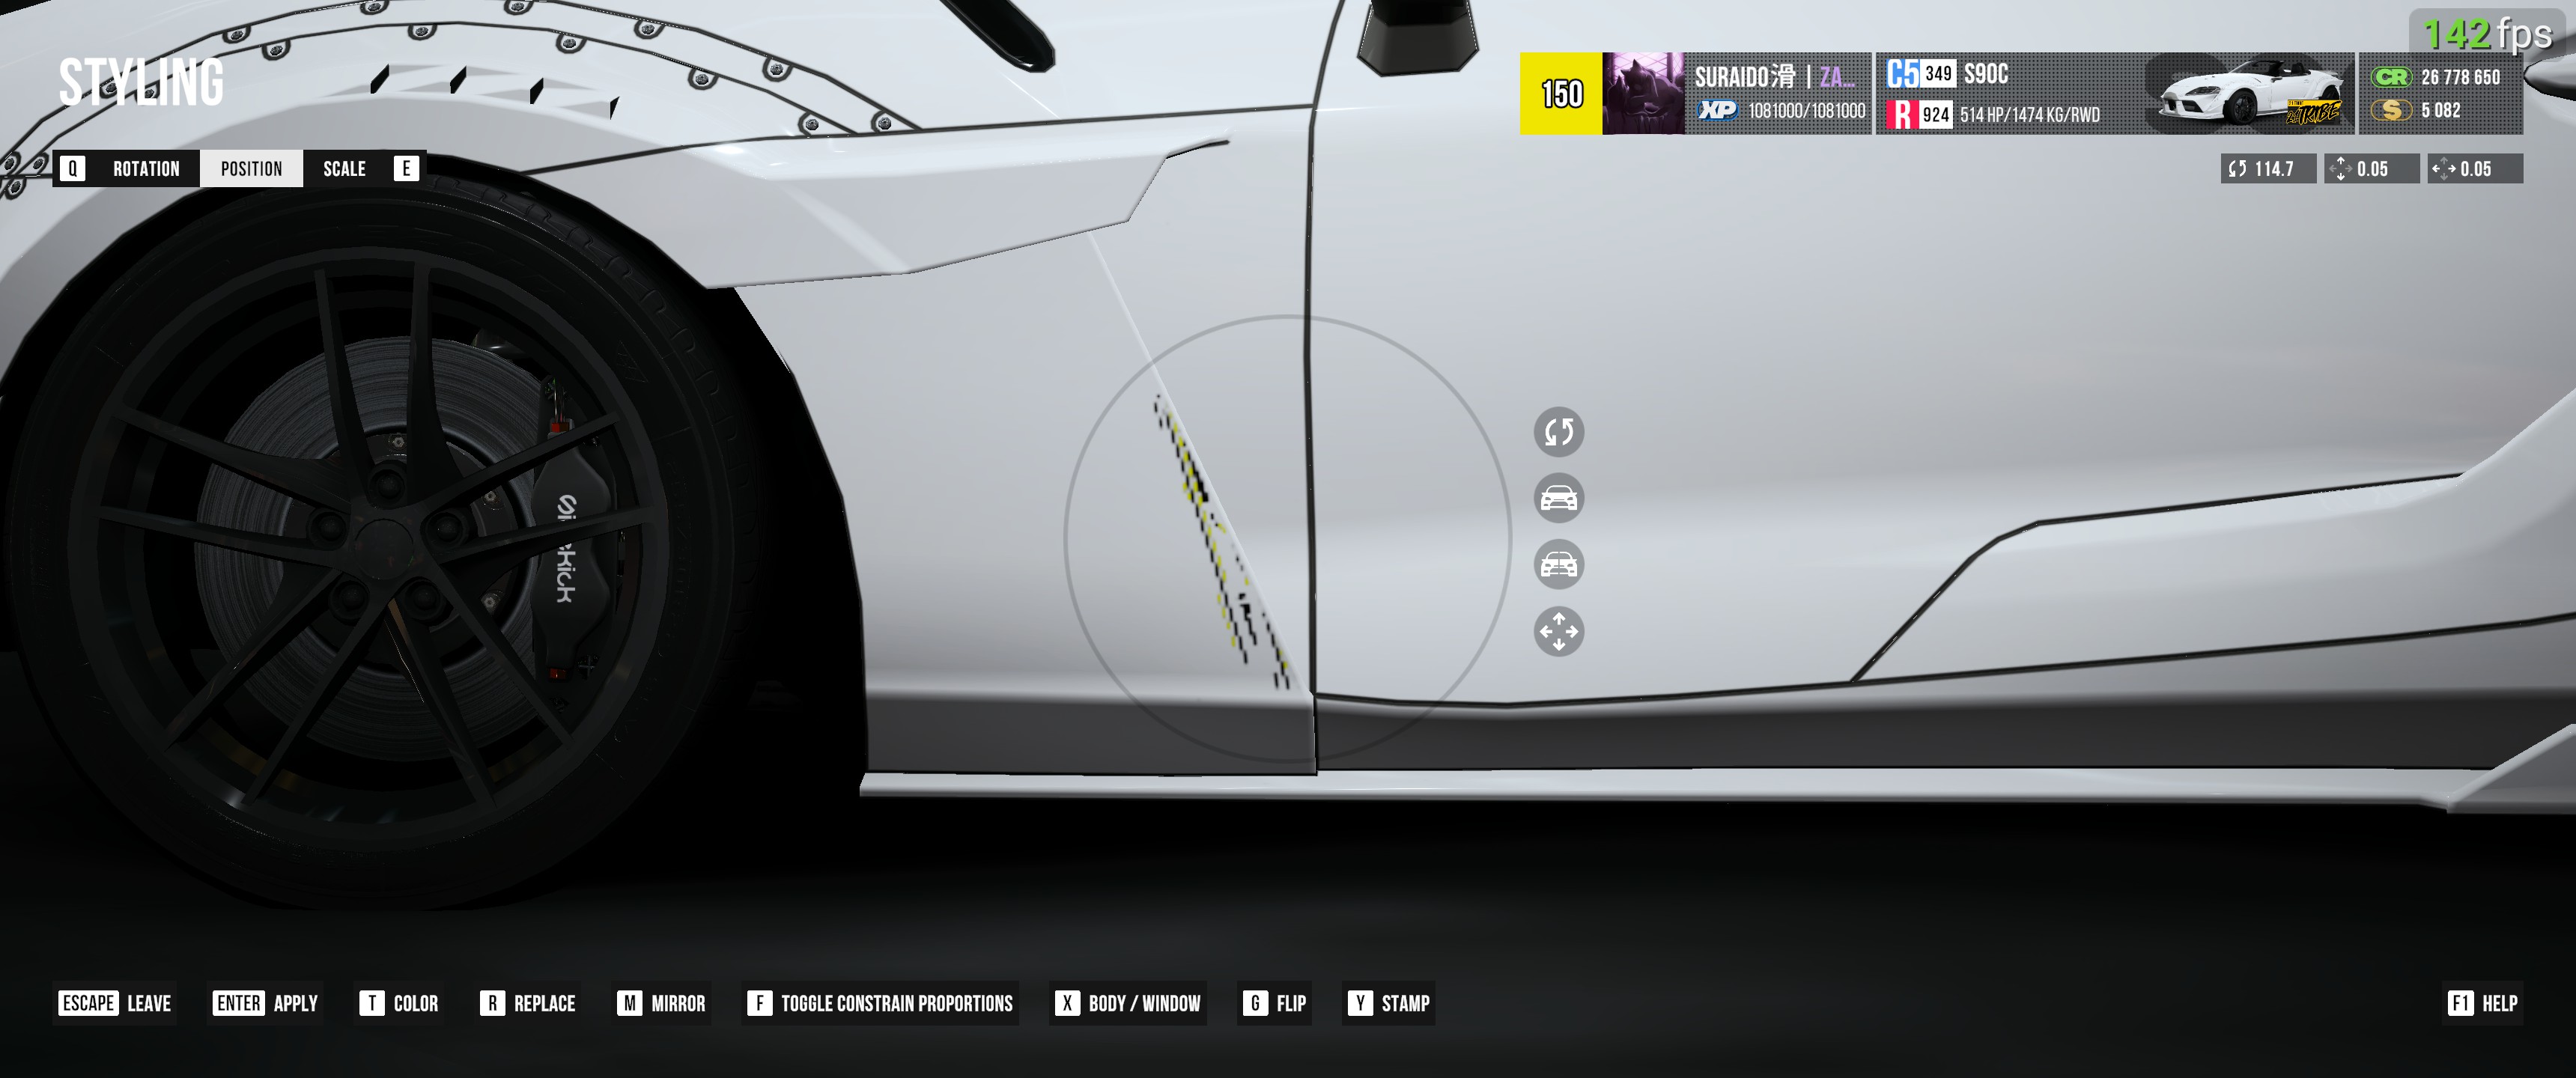 142 fps
STYLING
150
SURAIDO滑 | ZA...
XP 1081000/1081000
C5 349 S90C
R 924 514 HP/1474 KG/RWD
TRIBE
CR 26 778 650
S 5 082
Q ROTATION POSITION SCALE E
114.7 0.05 0.05
ESCAPE LEAVE ENTER APPLY T COLOR R REPLACE M MIRROR F TOGGLE CONSTRAIN PROPORTIONS X BODY / WINDOW G FLIP Y STAMP F1 HELP